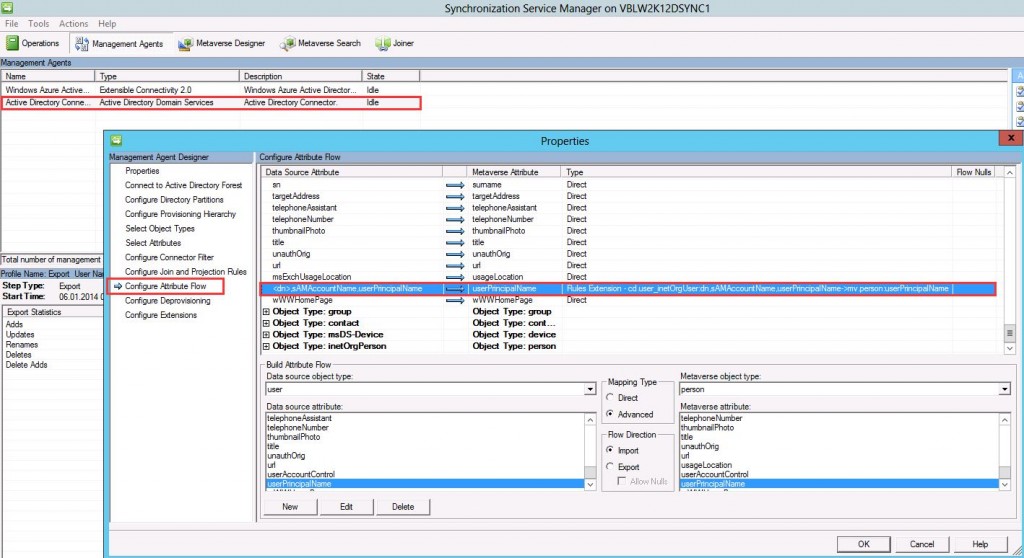 Synchronization Service Manager on VBLW2K12DSYNC1
File Tools Actions Help
Operations Management Agents Metaverse Designer Metaverse Search Joiner
Management Agents
Name Type Description State
Windows Azure Active... Extensible Connectivity 2.0 Windows Azure Active Director... Idle
Active Directory Conne... Active Directory Domain Services Active Directory Connector. Idle
Properties
x
Management Agent Designer
Properties
Connect to Active Directory Forest
Configure Directory Partitions
Configure Provisioning Hierarchy
Select Object Types
Select Attributes
Configure Connector Filter
Configure Join and Projection Rules
Configure Attribute Flow
Configure Deprovisioning
Configure Extensions
Total number of management
Profile Name: Export User Nam
Step Type: Export
Start Time: 06.01.2014 0
Export Statistics
Adds
Updates
Renames
Deletes
Delete Adds
Configure Attribute Flow
Data Source Attribute Metaverse Attribute Type Flow Nulls
sn surname Direct
targetAddress targetAddress Direct
telephoneAssistant telephoneAssistant Direct
telephoneNumber telephoneNumber Direct
thumbnailPhoto thumbnailPhoto Direct
title title Direct
unauthOrig unauthOrig Direct
url url Direct
msExchUsageLocation usageLocation Direct
<dn>,sAMAccountName,userPrincipalName userPrincipalName Rules Extension - cd.user_inetOrgUser:dn,sAMAccountName,userPrincipalName->mv.person:userPrincipalName
wWWHomePage wWWHomePage Direct
Object Type: group Object Type: group
Object Type: contact Object Type: cont...
Object Type: msDS-Device Object Type: device
Object Type: inetOrgPerson Object Type: person
Build Attribute Flow
Data source object type:
user
Data source attribute:
telephoneAssistant
telephoneNumber
thumbnailPhoto
title
unauthOrig
url
userAccountControl
userPrincipalName
Mapping Type
Direct
Advanced
Flow Direction
Import
Export
Allow Nulls
Metaverse object type:
person
Metaverse attribute:
telephoneNumber
thumbnailPhoto
title
unauthOrig
url
usageLocation
userAccountControl
userPrincipalName
New Edit Delete
OK Cancel Help